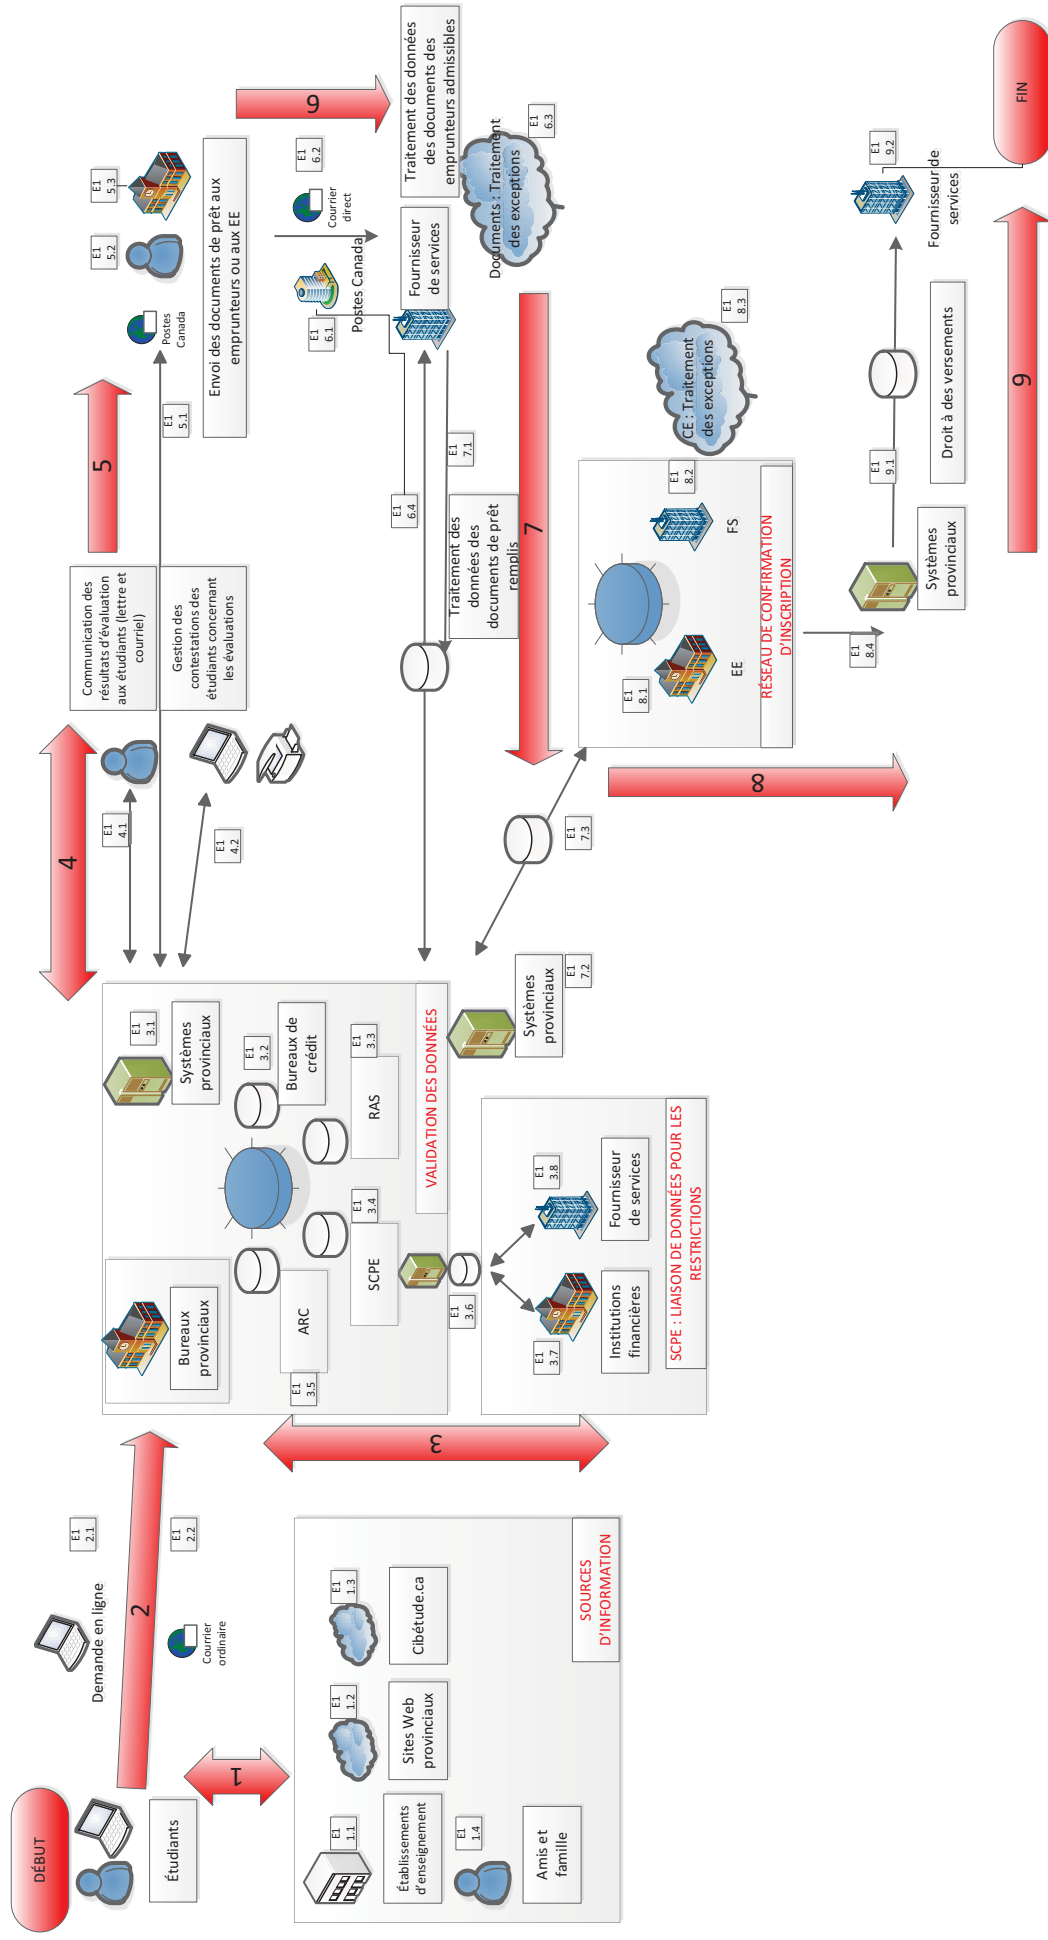 DÉBUT
Étudiants
Demande en ligne
E1
2.1
2
Courrier
ordinaire
E1
2.2
1
E1
1.1
Établissements
d'enseignement
E1
1.2
Sites Web
provinciaux
E1
1.3
Cibétude.ca
E1
1.4
Amis et
famille
SOURCES
D'INFORMATION
3
Bureaux
provinciaux
E1
3.1
Systèmes
provinciaux
E1
3.2
Bureaux de
crédit
E1
3.3
RAS
E1
3.4
SCPE
E1
3.5
ARC
VALIDATION DES DONNÉES
E1
3.6
E1
3.7
Institutions
financières
E1
3.8
Fournisseur
de services
SCPE : LIAISON DE DONNÉES POUR LES
RESTRICTIONS
4
E1
4.1
E1
4.2
Communication des
résultats d'évaluation
aux étudiants (lettre et
courriel)
Gestion des
contestations des
étudiants concernant
les évaluations
5
E1
5.1
Postes
Canada
E1
5.2
E1
5.3
Envoi des documents de prêt aux
emprunteurs ou aux EE
6
E1
6.1
Postes Canada
E1
6.2
Courrier
direct
Fournisseur
de services
Traitement des données
des documents des
emprunteurs admissibles
E1
6.3
Documents : Traitement
des exceptions
E1
6.4
E1
7.1
Traitement des
données des
documents de prêt
remplis
7
Systèmes
provinciaux
E1
7.2
E1
7.3
E1
8.1
EE
E1
8.2
FS
RÉSEAU DE CONFIRMATION
D'INSCRIPTION
E1
8.3
CE : Traitement
des exceptions
8
E1
8.4
Systèmes
provinciaux
E1
9.1
Droit à des versements
E1
9.2
Fournisseur de
services
9
FIN